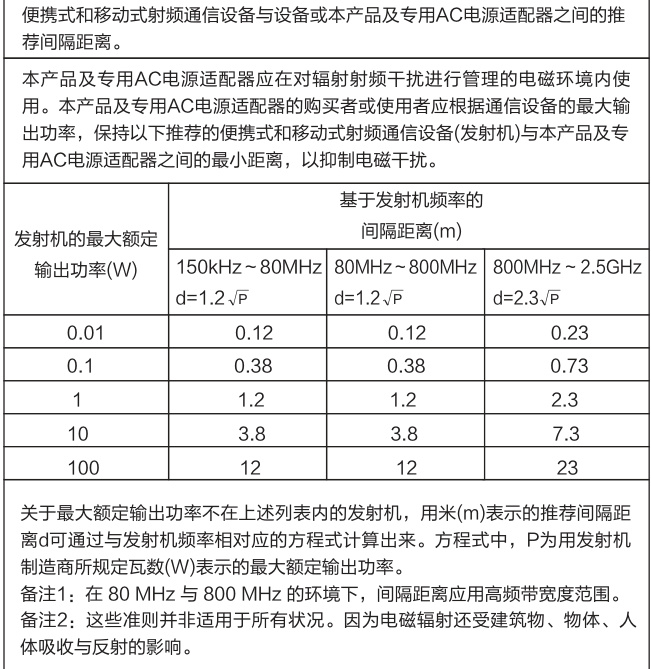 便携式和移动式射频通信设备与设备或本产品及专用AC电源适配器之间的推
荐间隔距离。
本产品及专用AC电源适配器应在对辐射射频干扰进行管理的电磁环境内使
用。本产品及专用AC电源适配器的购买者或使用者应根据通信设备的最大输
出功率，保持以下推荐的便携式和移动式射频通信设备(发射机)与本产品及专
用AC电源适配器之间的最小距离，以抑制电磁干扰。
发射机的最大额定
输出功率(W)
基于发射机频率的
间隔距离(m)
150kHz~80MHz 80MHz~800MHz 800MHz~2.5GHz
d=1.2√P d=1.2√P d=2.3√P
0.01 0.12 0.12 0.23
0.1 0.38 0.38 0.73
1 1.2 1.2 2.3
10 3.8 3.8 7.3
100 12 12 23
关于最大额定输出功率不在上述列表内的发射机，用米(m)表示的推荐间隔距
离d可通过与发射机频率相对应的方程式计算出来。方程式中，P为用发射机
制造商所规定瓦数(W)表示的最大额定输出功率。
备注1：在 80 MHz 与 800 MHz 的环境下，间隔距离应用高频带宽度范围。
备注2：这些准则并非适用于所有状况。因为电磁辐射还受建筑物、物体、人
体吸收与反射的影响。